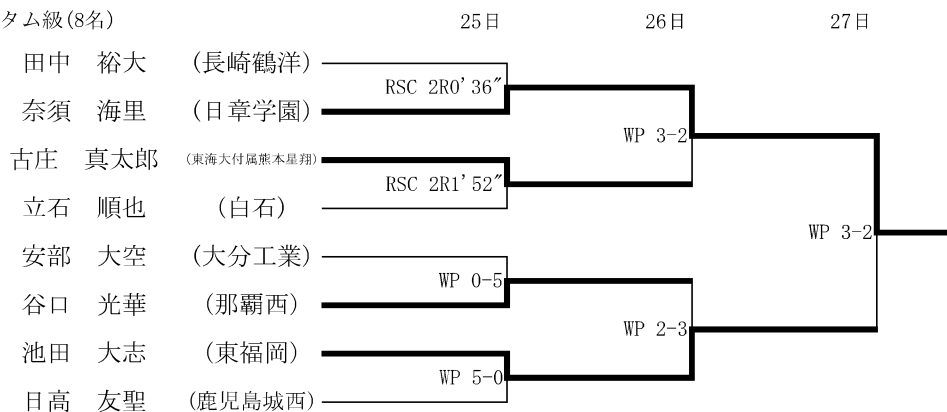 タム級(8名) 25日 26日 27日
田中 裕大 (長崎鶴洋)
RSC 2R0'36"
奈須 海里 (日章学園)
WP 3-2
古庄 真太郎 (東海大付属熊本星翔)
RSC 2R1'52"
立石 順也 (白石)
WP 3-2
安部 大空 (大分工業)
WP 0-5
谷口 光華 (那覇西)
WP 2-3
池田 大志 (東福岡)
WP 5-0
日高 友聖 (鹿児島城西)